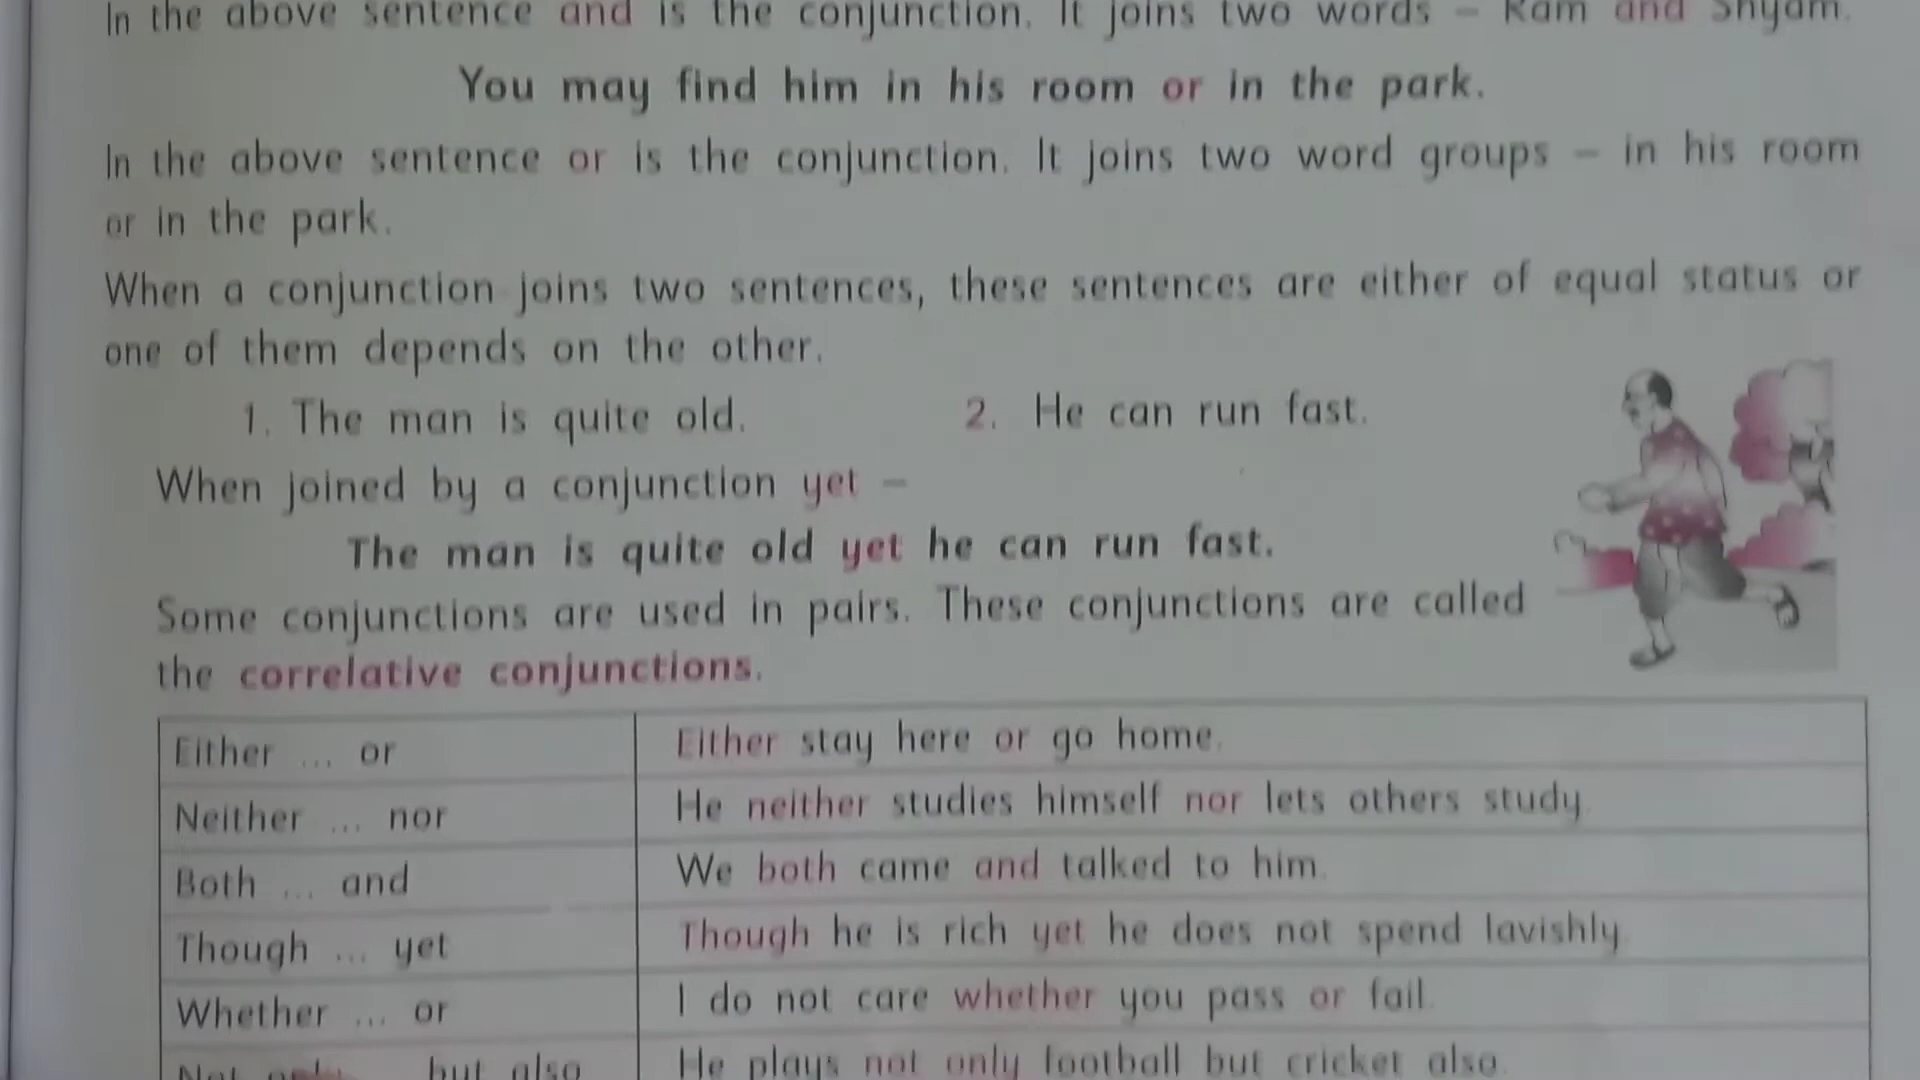 In the above sentence and is the conjunction. It joins two words – Ram and Shyam.
You may find him in his room or in the park.
In the above sentence or is the conjunction. It joins two word groups – in his room
or in the park.
When a conjunction joins two sentences, these sentences are either of equal status or
one of them depends on the other.
1. The man is quite old. 2. He can run fast.
When joined by a conjunction yet –
The man is quite old yet he can run fast.
Some conjunctions are used in pairs. These conjunctions are called
the correlative conjunctions.
Either ... or Either stay here or go home.
Neither ... nor He neither studies himself nor lets others study.
Both ... and We both came and talked to him.
Though ... yet Though he is rich yet he does not spend lavishly.
Whether ... or I do not care whether you pass or fail.
Not only ... but also He plays not only football but cricket also.